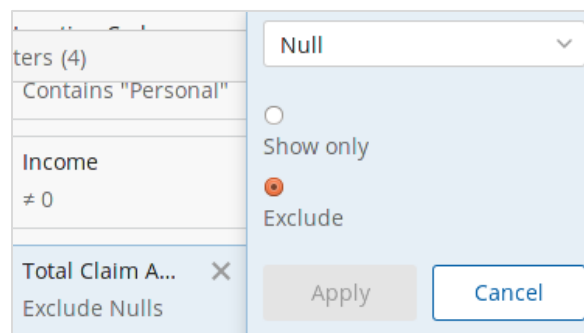 ters (4)
Contains "Personal"
Income
≠ 0
Total Claim A...
Exclude Nulls
Null
Show only
Exclude
Apply
Cancel